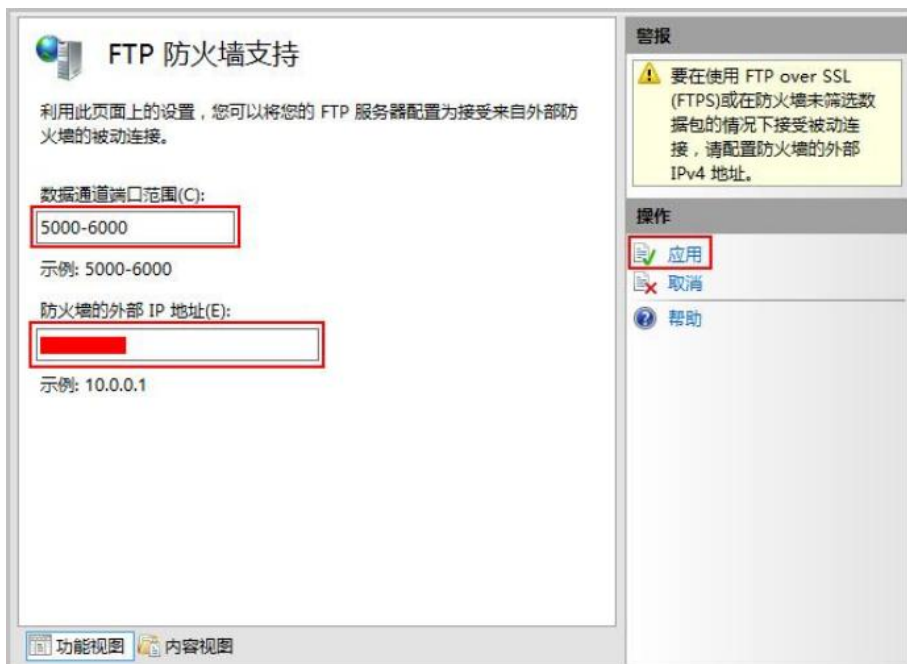 FTP 防火墙支持
利用此页面上的设置，您可以将您的 FTP 服务器配置为接受来自外部防
火墙的被动连接。
数据通道端口范围(C):
5000-6000
示例: 5000-6000
防火墙的外部 IP 地址(E):
示例: 10.0.0.1
功能视图
内容视图
警报
要在使用 FTP over SSL
(FTPS)或在防火墙未筛选数
据包的情况下接受被动连
接，请配置防火墙的外部
IPv4 地址。
操作
应用
取消
帮助